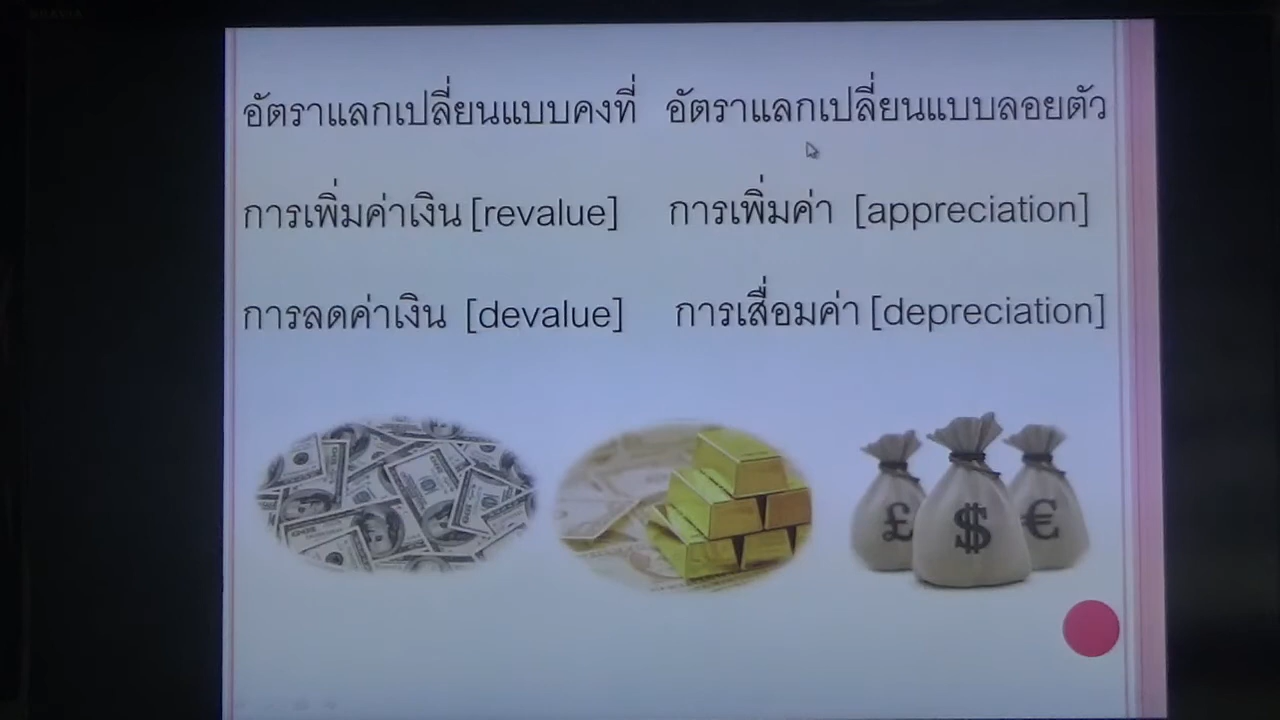 อัตราแลกเปลี่ยนแบบคงที่ อัตราแลกเปลี่ยนแบบลอยตัว
การเพิ่มค่าเงิน [revalue] การเพิ่มค่า [appreciation]
การลดค่าเงิน [devalue] การเสื่อมค่า [depreciation]
£ $ €